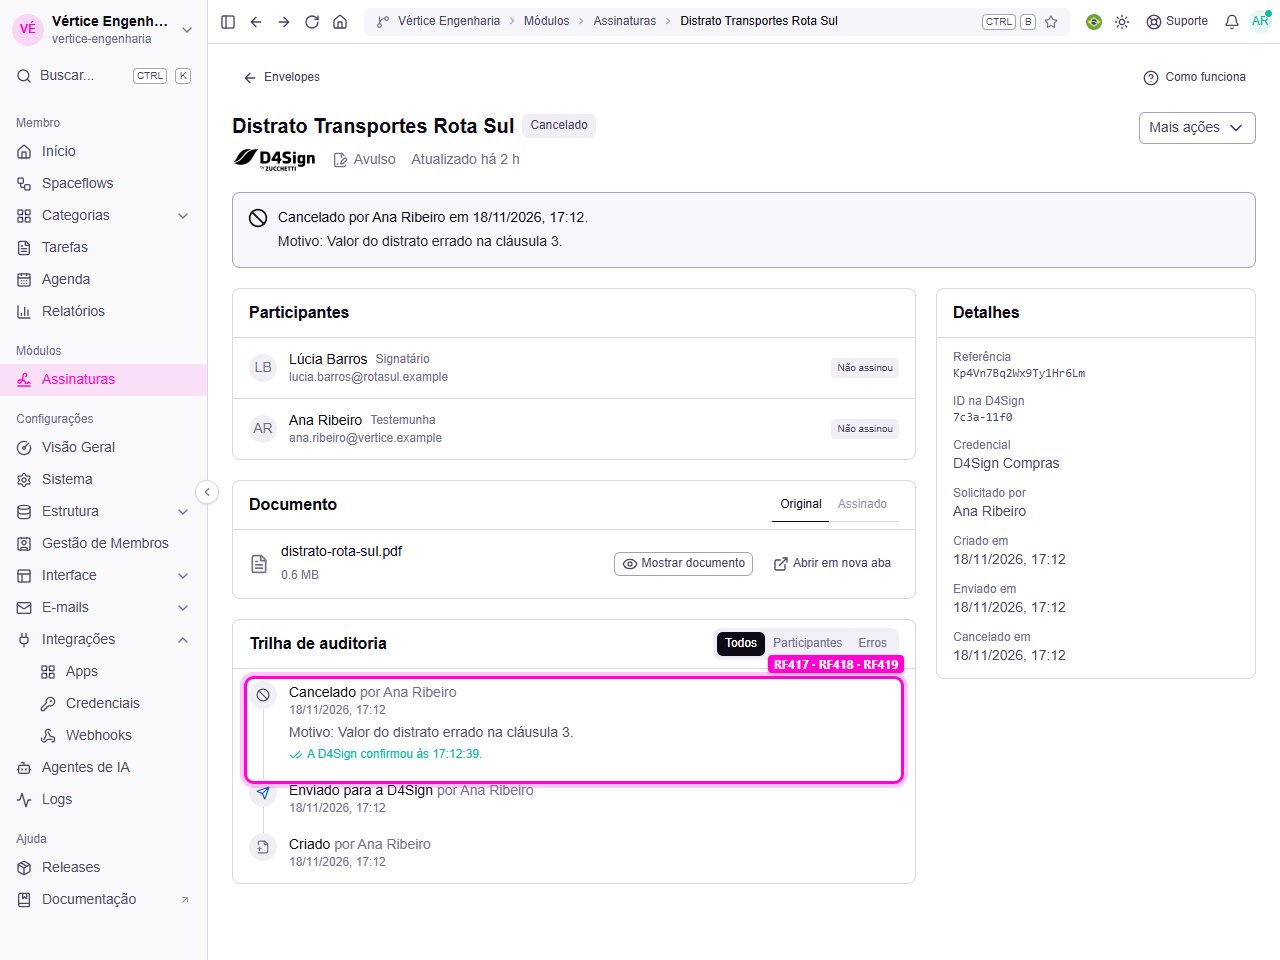 VÉ
Vértice Engenh...
vertice-engenharia
Buscar... CTRL K
Membro
Início
Spaceflows
Categorias
Tarefas
Agenda
Relatórios
Módulos
Assinaturas
Configurações
Visão Geral
Sistema
Estrutura
Gestão de Membros
Interface
E-mails
Integrações
Apps
Credenciais
Webhooks
Agentes de IA
Logs
Ajuda
Releases
Documentação
Vértice Engenharia Módulos Assinaturas Distrato Transportes Rota Sul CTRL B
Suporte
AR
Envelopes
Como funciona
Distrato Transportes Rota Sul Cancelado
Mais ações
D4Sign
by ZUCCHETTI
Avulso Atualizado há 2 h
Cancelado por Ana Ribeiro em 18/11/2026, 17:12.
Motivo: Valor do distrato errado na cláusula 3.
Participantes
LB
Lúcia Barros Signatário
lucia.barros@rotasul.example
Não assinou
AR
Ana Ribeiro Testemunha
ana.ribeiro@vertice.example
Não assinou
Documento
Original Assinado
distrato-rota-sul.pdf
0.6 MB
Mostrar documento
Abrir em nova aba
Trilha de auditoria
Todos Participantes Erros
RF417 - RF418 - RF419
Cancelado por Ana Ribeiro
18/11/2026, 17:12
Motivo: Valor do distrato errado na cláusula 3.
A D4Sign confirmou às 17:12:39.
Enviado para a D4Sign por Ana Ribeiro
18/11/2026, 17:12
Criado por Ana Ribeiro
18/11/2026, 17:12
Detalhes
Referência
Kp4Vn7Bq2Wx9Ty1Hr6Lm
ID na D4Sign
7c3a-11f0
Credencial
D4Sign Compras
Solicitado por
Ana Ribeiro
Criado em
18/11/2026, 17:12
Enviado em
18/11/2026, 17:12
Cancelado em
18/11/2026, 17:12